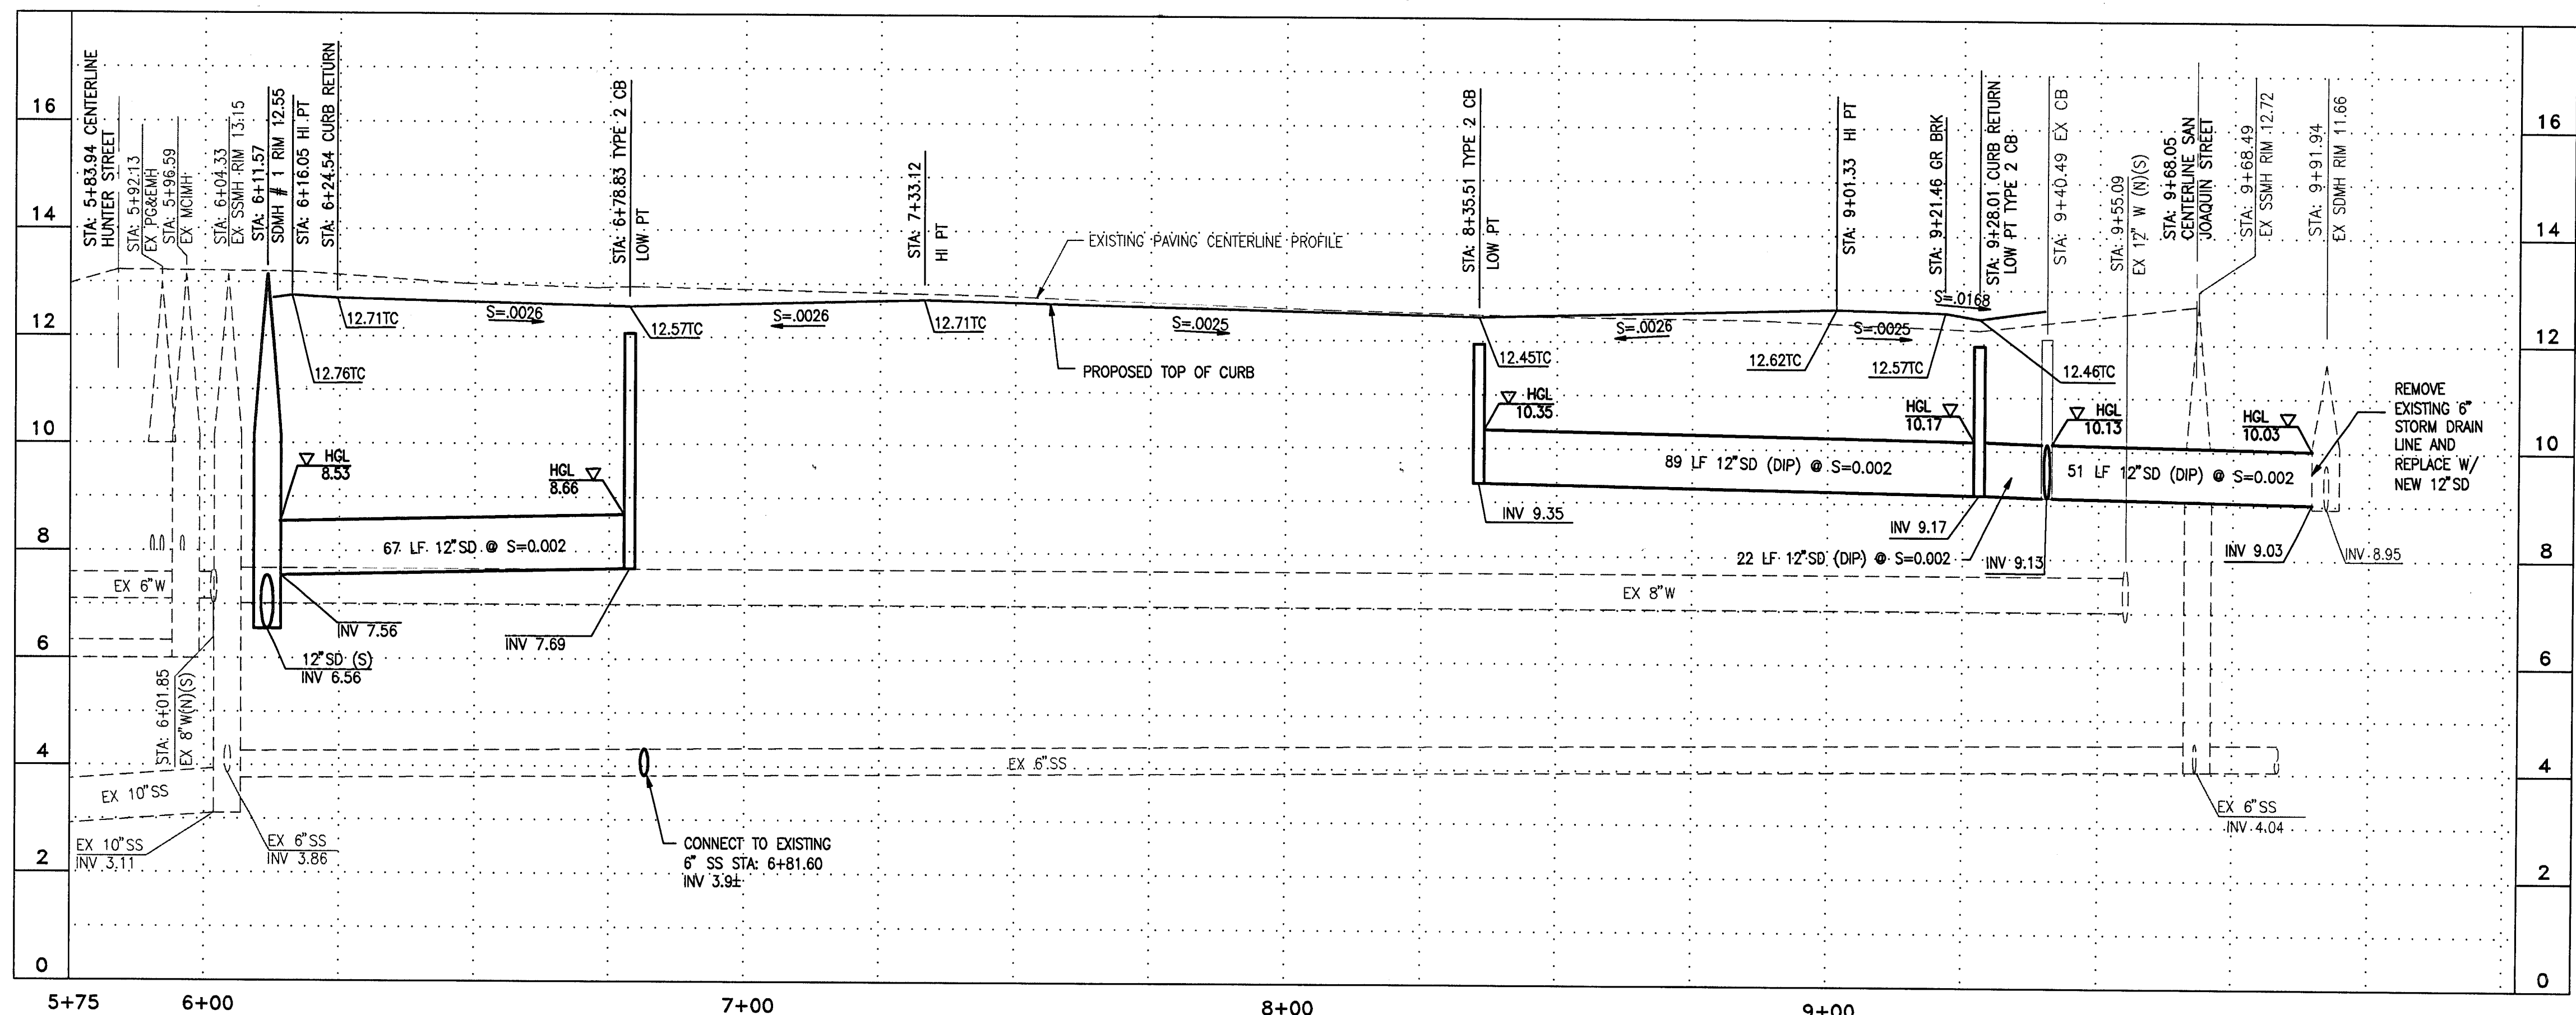 STA: 5+83.94 CENTERLINE
HUNTER STREET
STA: 5+92.13
EX PG&EMH
STA: 5+96.59
EX MCIMH
STA: 6+04.33
EX SSMH RIM 13.15
STA: 6+11.57
SDMH # 1 RIM 12.55
STA: 6+16.05 HI PT
STA: 6+24.54 CURB RETURN
STA: 6+78.83 TYPE 2 CB
LOW PT
STA: 7+33.12
HI PT
STA: 8+35.51 TYPE 2 CB
LOW PT
STA: 9+01.33 HI PT
STA: 9+21.46 GR BRK
STA: 9+28.01 CURB RETURN
LOW PT TYPE 2 CB
STA: 9+40.49 EX CB
STA: 9+55.09
EX 12" W (N)(S)
STA: 9+68.05
CENTERLINE SAN
JOAQUIN STREET
STA: 9+68.49
EX SSMH RIM 12.72
STA: 9+91.94
EX SDMH RIM 11.66
16
14
12
10
8
6
4
2
0
16
14
12
10
8
6
4
2
0
EXISTING PAVING CENTERLINE PROFILE
PROPOSED TOP OF CURB
12.71TC
12.76TC
S=.0026
12.57TC
S=.0026
12.71TC
S=.0025
12.45TC
S=.0026
12.62TC
S=.0025
12.57TC
S=.0168
12.46TC
HGL
8.53
HGL
8.66
HGL
10.35
HGL
10.17
HGL
10.13
HGL
10.03
REMOVE
EXISTING 6"
STORM DRAIN
LINE AND
REPLACE W/
NEW 12"SD
67 LF 12"SD @ S=0.002
89 LF 12"SD (DIP) @ S=0.002
51 LF 12"SD (DIP) @ S=0.002
22 LF 12"SD (DIP) @ S=0.002
INV 9.35
INV 9.17
INV 9.13
INV 9.03
INV 8.95
EX 6"W
EX 8"W
INV 7.56
INV 7.69
12"SD (S)
INV 6.56
STA: 6+01.85
EX 8"W(N)(S)
EX 10"SS
EX 6"SS
EX 10"SS
INV 3.11
EX 6"SS
INV 3.86
CONNECT TO EXISTING
6" SS STA: 6+81.60
INV 3.9±
EX 6"SS
INV 4.04
5+75
6+00
7+00
8+00
9+00